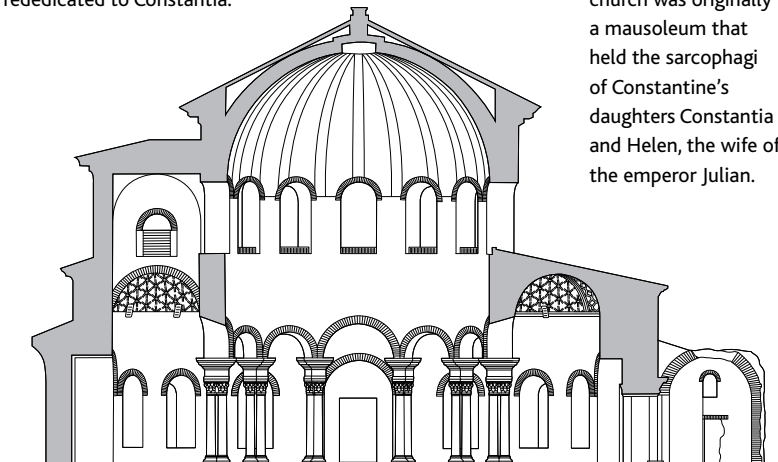 rededicated to Constantia.
church was originally
a mausoleum that
held the sarcophagi
of Constantine’s
daughters Constantia
and Helen, the wife of
the emperor Julian.